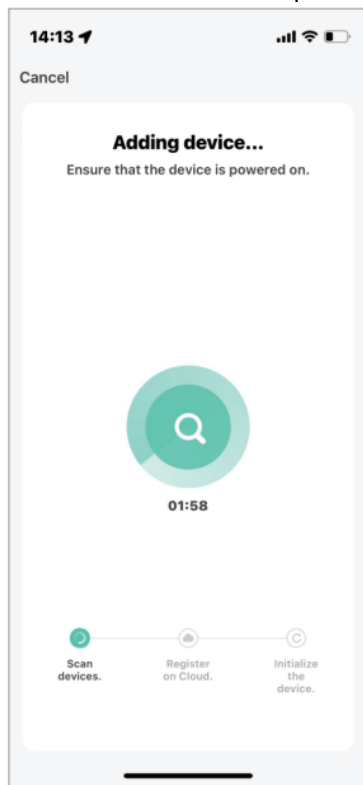 14:13
Cancel
Adding device...
Ensure that the device is powered on.
01:58
Scan
devices.
Register
on Cloud.
Initialize
the
device.